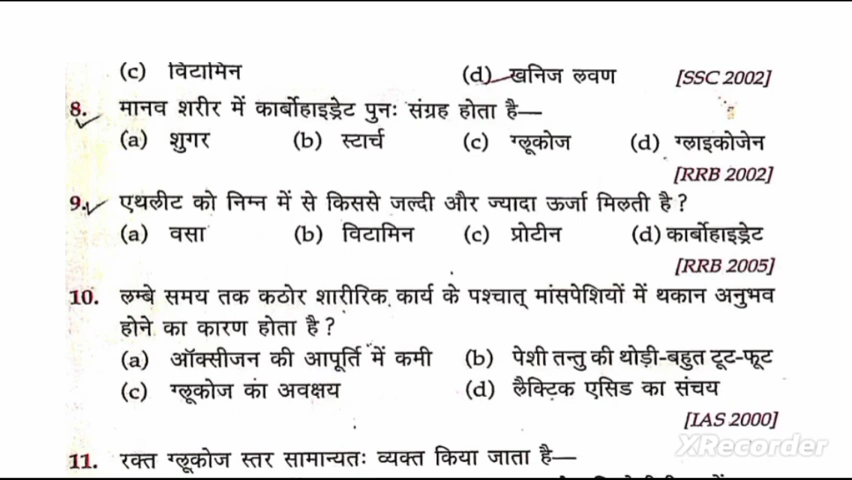 (c) विटामिन (d) खनिज लवण [SSC 2002]
8. मानव शरीर में कार्बोहाइड्रेट पुनः संग्रह होता है—
(a) शुगर (b) स्टार्च (c) ग्लूकोज (d) ग्लाइकोजेन
[RRB 2002]
9. एथलीट को निम्न में से किससे जल्दी और ज्यादा ऊर्जा मिलती है ?
(a) वसा (b) विटामिन (c) प्रोटीन (d) कार्बोहाइड्रेट
[RRB 2005]
10. लम्बे समय तक कठोर शारीरिक कार्य के पश्चात् मांसपेशियों में थकान अनुभव
होने का कारण होता है ?
(a) ऑक्सीजन की आपूर्ति में कमी (b) पेशी तन्तु की थोड़ी-बहुत टूट-फूट
(c) ग्लूकोज का अवक्षय (d) लैक्टिक एसिड का संचय
[IAS 2000]
XRecorder
11. रक्त ग्लूकोज स्तर सामान्यतः व्यक्त किया जाता है—